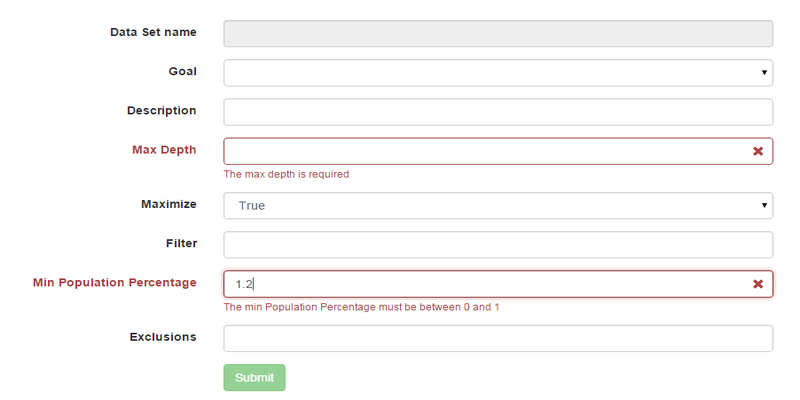 Data Set name
Goal
Description
Max Depth
The max depth is required
Maximize True
Filter
Min Population Percentage 1.2
The min Population Percentage must be between 0 and 1
Exclusions
Submit